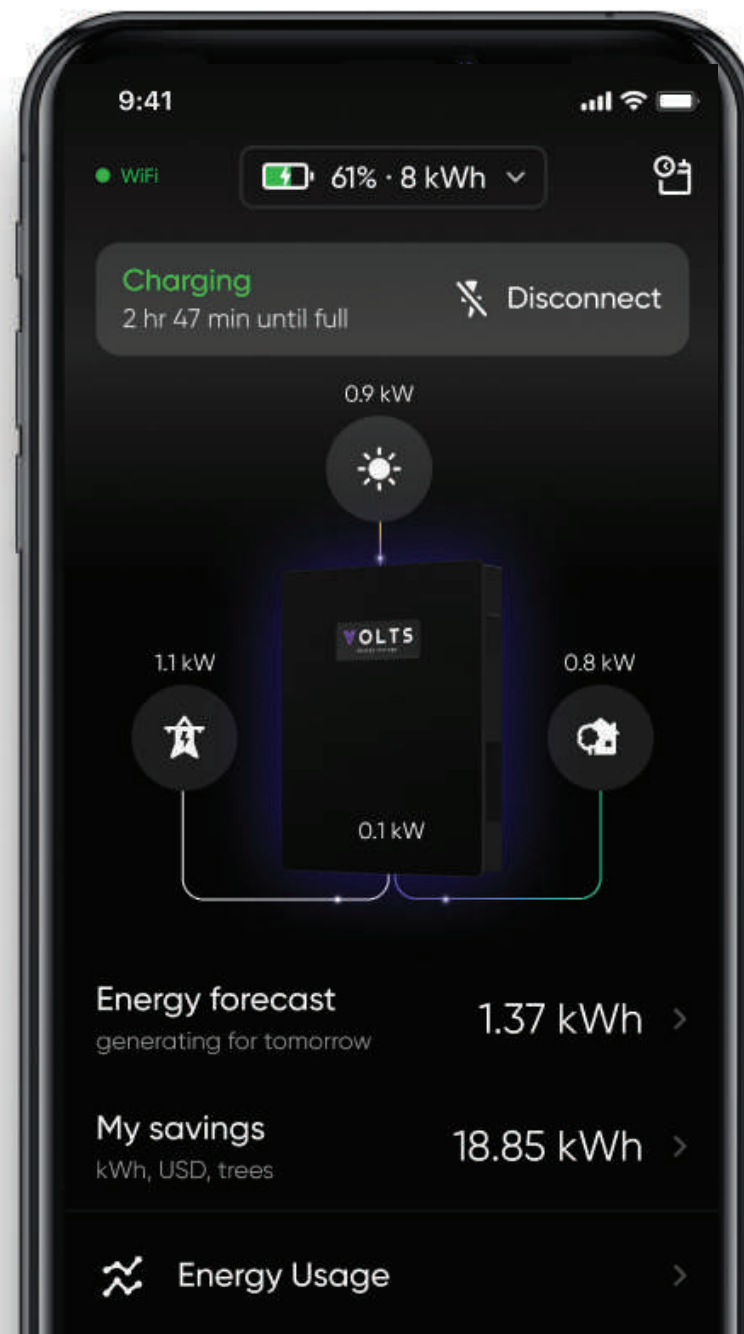 9:41
WiFi
61% · 8 kWh
Charging
2 hr 47 min until full
Disconnect
0.9 kW
VOLTS
1.1 kW
0.8 kW
0.1 kW
Energy forecast
1.37 kWh
generating for tomorrow
My savings
18.85 kWh
kWh, USD, trees
Energy Usage